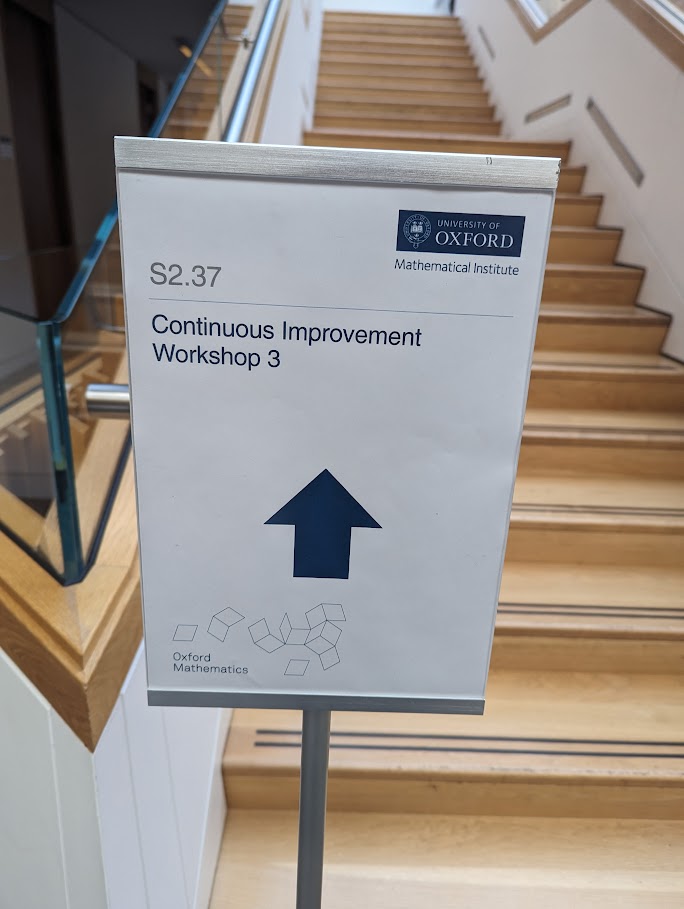 UNIVERSITY OF
OXFORD
Mathematical Institute
S2.37
Continuous Improvement
Workshop 3
Oxford
Mathematics